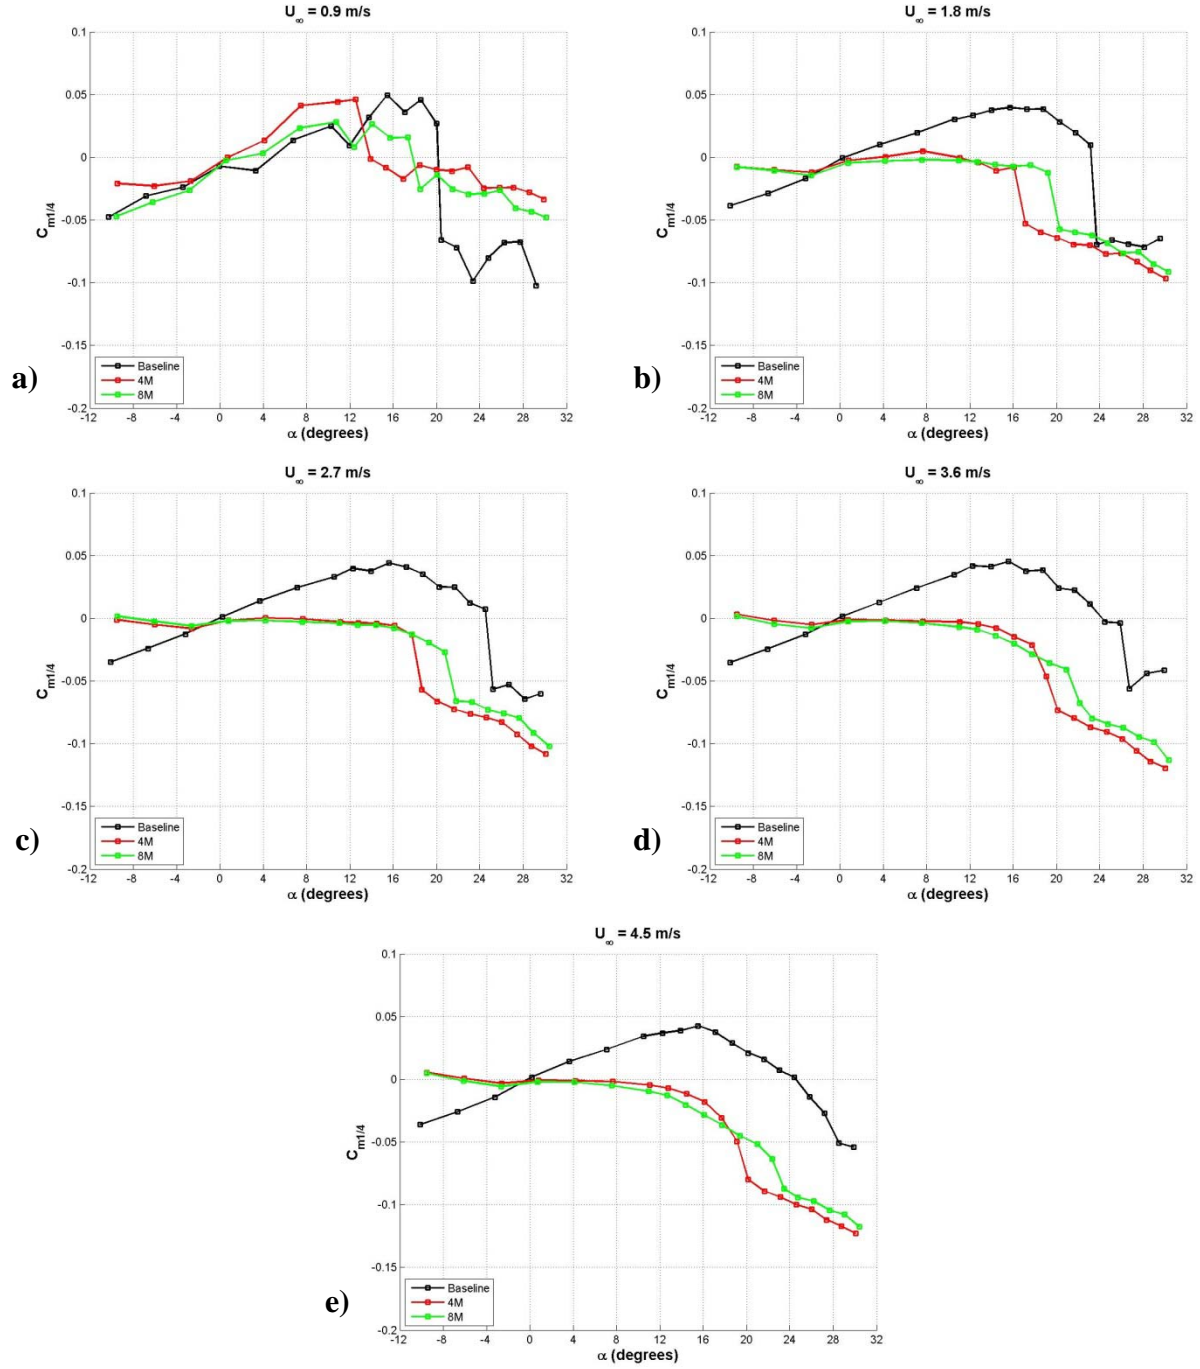 U∞ = 0.9 m/s
0.1
0.05
0
-0.05
-0.1
-0.15
-0.2
Cm1/4
Baseline
4M
8M
-12 -8 -4 0 4 8 12 16 20 24 28 32
α (degrees)
a)
U∞ = 1.8 m/s
0.1
0.05
0
-0.05
-0.1
-0.15
-0.2
Cm1/4
Baseline
4M
8M
-12 -8 -4 0 4 8 12 16 20 24 28 32
α (degrees)
b)
U∞ = 2.7 m/s
0.1
0.05
0
-0.05
-0.1
-0.15
-0.2
Cm1/4
Baseline
4M
8M
-12 -8 -4 0 4 8 12 16 20 24 28 32
α (degrees)
c)
U∞ = 3.6 m/s
0.1
0.05
0
-0.05
-0.1
-0.15
-0.2
Cm1/4
Baseline
4M
8M
-12 -8 -4 0 4 8 12 16 20 24 28 32
α (degrees)
d)
U∞ = 4.5 m/s
0.1
0.05
0
-0.05
-0.1
-0.15
-0.2
Cm1/4
Baseline
4M
8M
-12 -8 -4 0 4 8 12 16 20 24 28 32
α (degrees)
e)